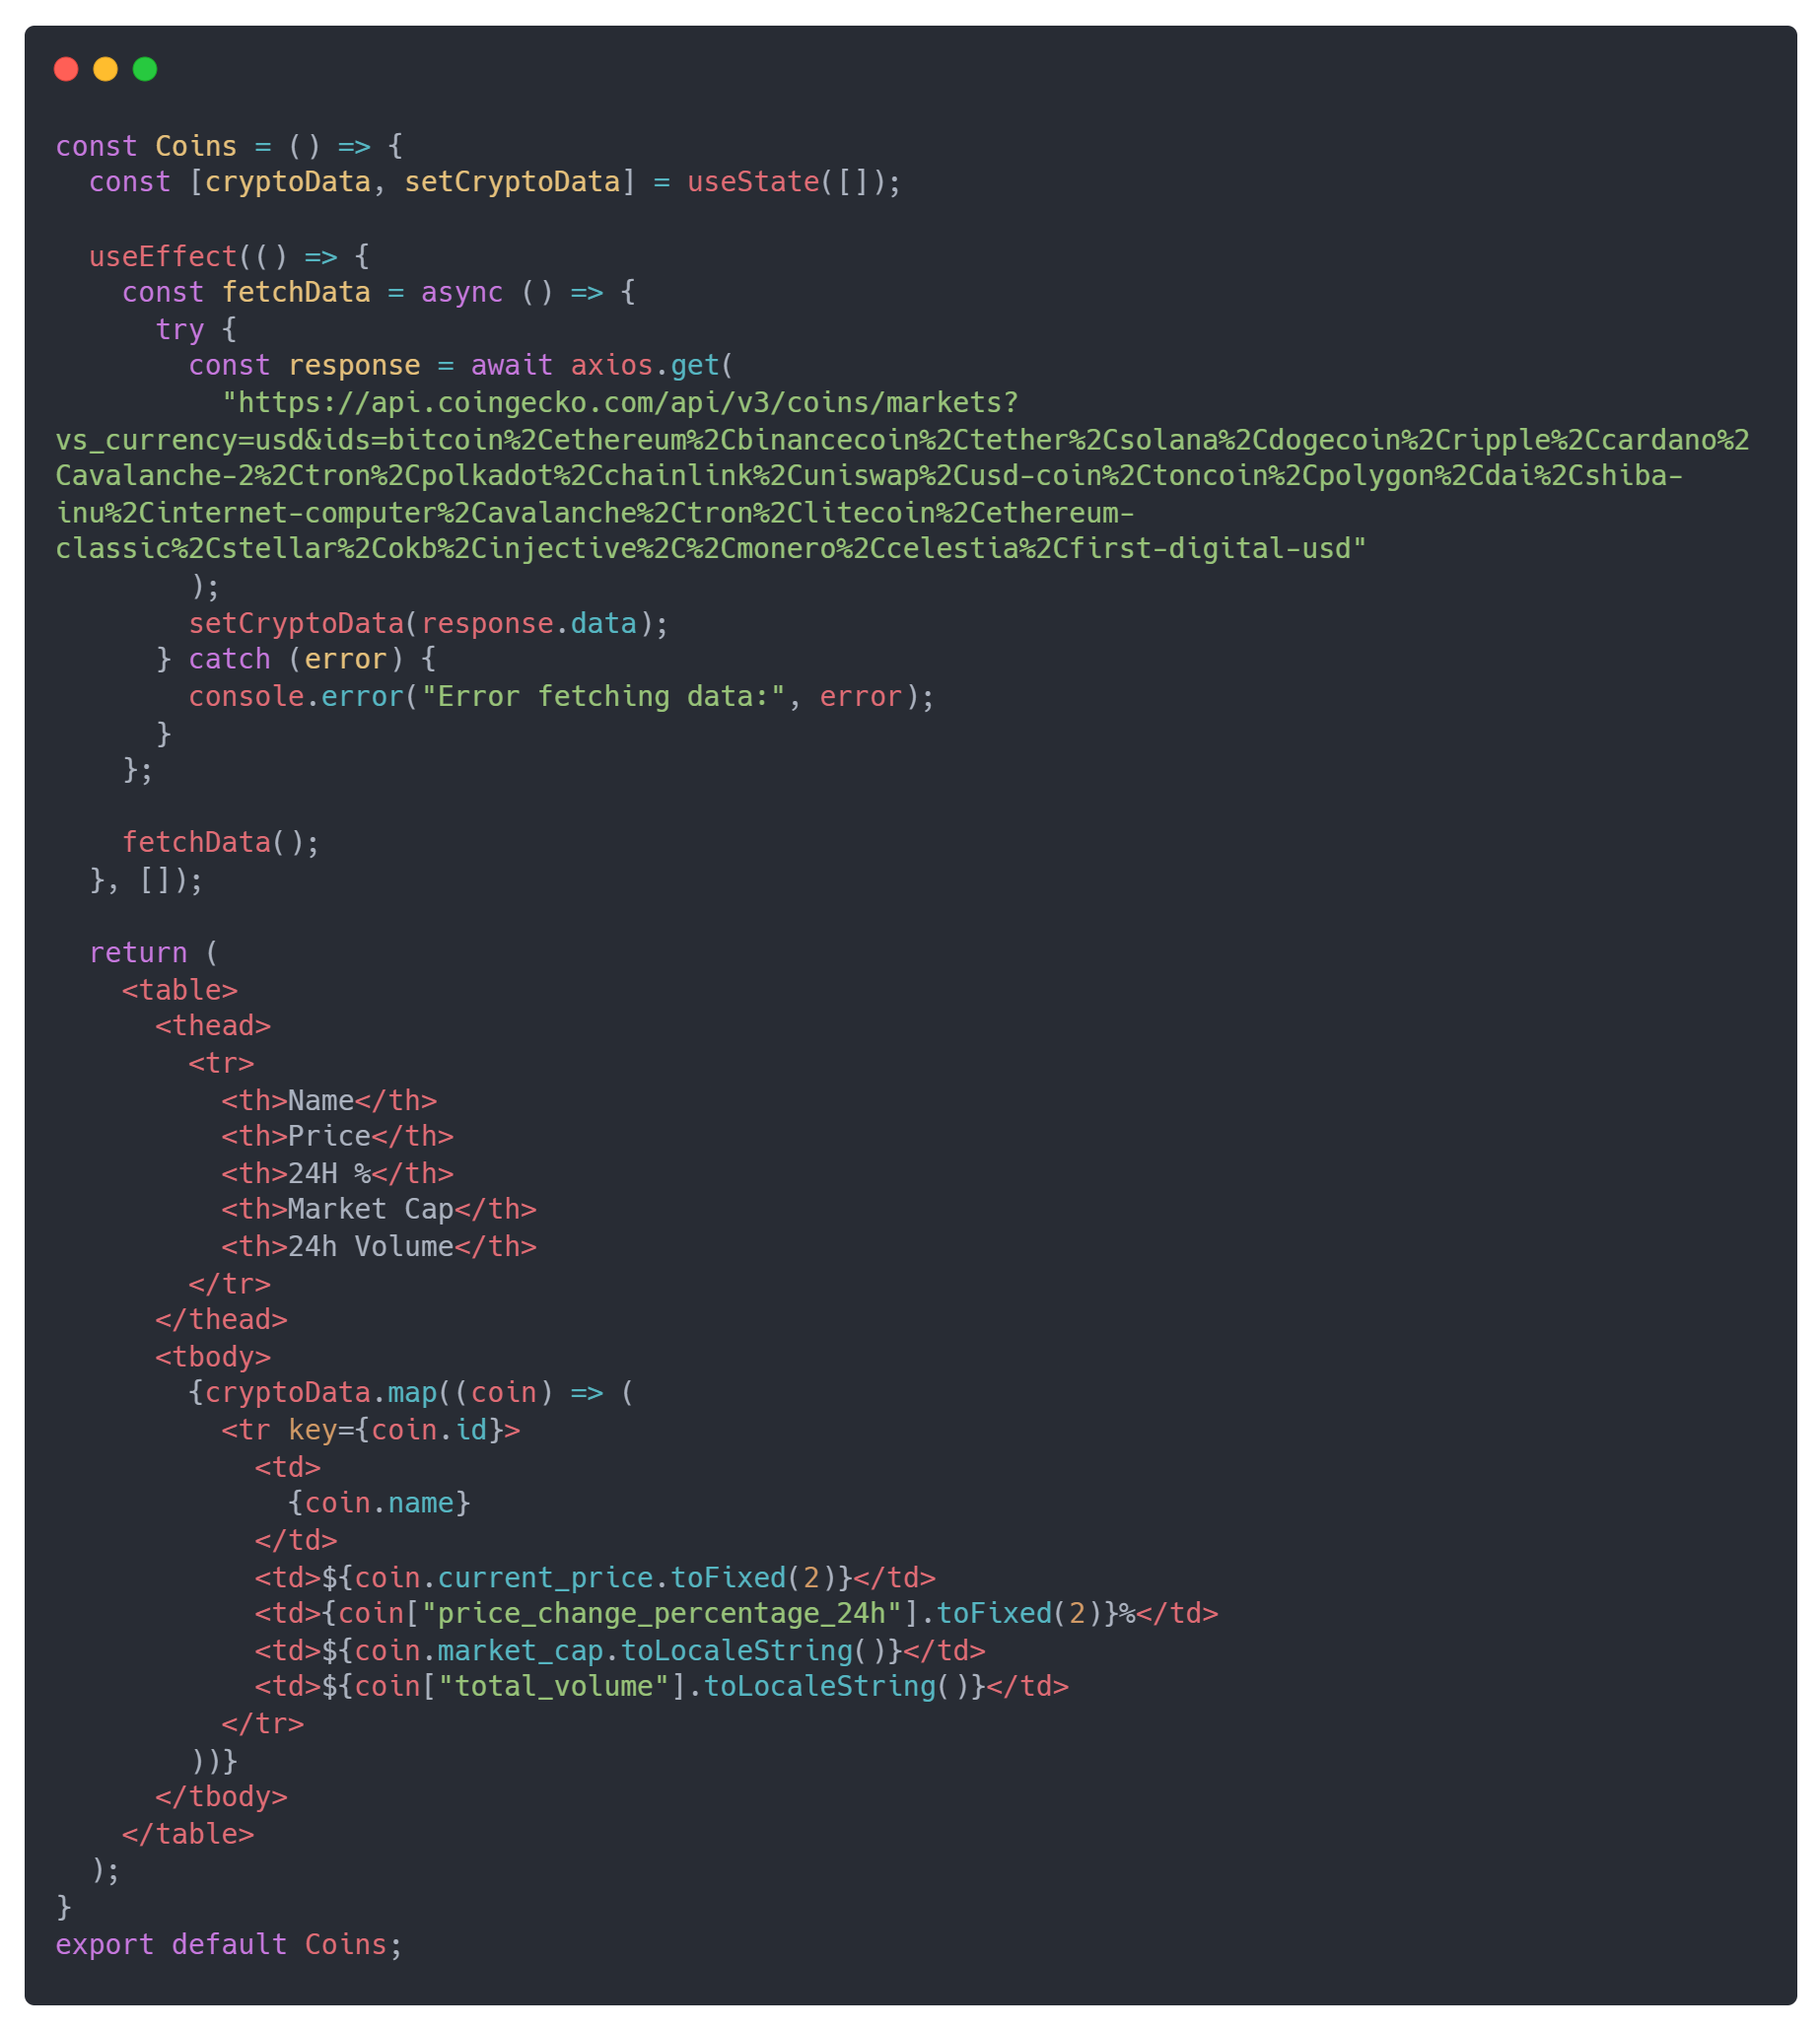 const Coins = () => {
  const [cryptoData, setCryptoData] = useState([]);

  useEffect(() => {
    const fetchData = async () => {
      try {
        const response = await axios.get(
          "https://api.coingecko.com/api/v3/coins/markets?
vs_currency=usd&ids=bitcoin%2Cethereum%2Cbinancecoin%2Ctether%2Csolana%2Cdogecoin%2Cripple%2Ccardano%2
Cavalanche-2%2Ctron%2Cpolkadot%2Cchainlink%2Cuniswap%2Cusd-coin%2Ctoncoin%2Cpolygon%2Cdai%2Cshiba-
inu%2Cinternet-computer%2Cavalanche%2Ctron%2Clitecoin%2Cethereum-
classic%2Cstellar%2Cokb%2Cinjective%2C%2Cmonero%2Ccelestia%2Cfirst-digital-usd"
        );
        setCryptoData(response.data);
      } catch (error) {
        console.error("Error fetching data:", error);
      }
    };

    fetchData();
  }, []);

  return (
    <table>
      <thead>
        <tr>
          <th>Name</th>
          <th>Price</th>
          <th>24H %</th>
          <th>Market Cap</th>
          <th>24h Volume</th>
        </tr>
      </thead>
      <tbody>
        {cryptoData.map((coin) => (
          <tr key={coin.id}>
            <td>
              {coin.name}
            </td>
            <td>${coin.current_price.toFixed(2)}</td>
            <td>{coin["price_change_percentage_24h"].toFixed(2)}%</td>
            <td>${coin.market_cap.toLocaleString()}</td>
            <td>${coin["total_volume"].toLocaleString()}</td>
          </tr>
        ))}
      </tbody>
    </table>
  );
}
export default Coins;